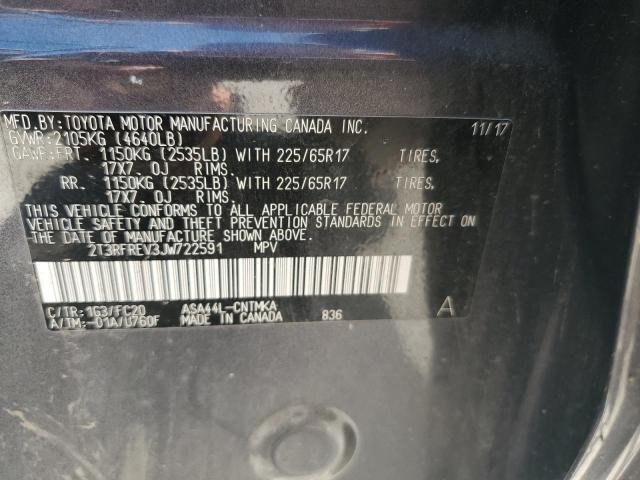 MFD.BY:TOYOTA MOTOR MANUFACTURING CANADA INC. 11/17
GVWR:2105KG (4640LB)
GAWR:FRT. 1150KG (2535LB) WITH 225/65R17 TIRES,
17X7.0J RIMS.
RR. 1150KG (2535LB) WITH 225/65R17 TIRES,
17X7.0J RIMS.
THIS VEHICLE CONFORMS TO ALL APPLICABLE FEDERAL MOTOR
VEHICLE SAFETY AND THEFT PREVENTION STANDARDS IN EFFECT ON
THE DATE OF MANUFACTURE SHOWN ABOVE.
2T3RFREV3JW722591 MPV
C/TR:1G3/FC20 ASA44L-CNTMKA
A/TM:-01A/U760F MADE IN CANADA 836 A